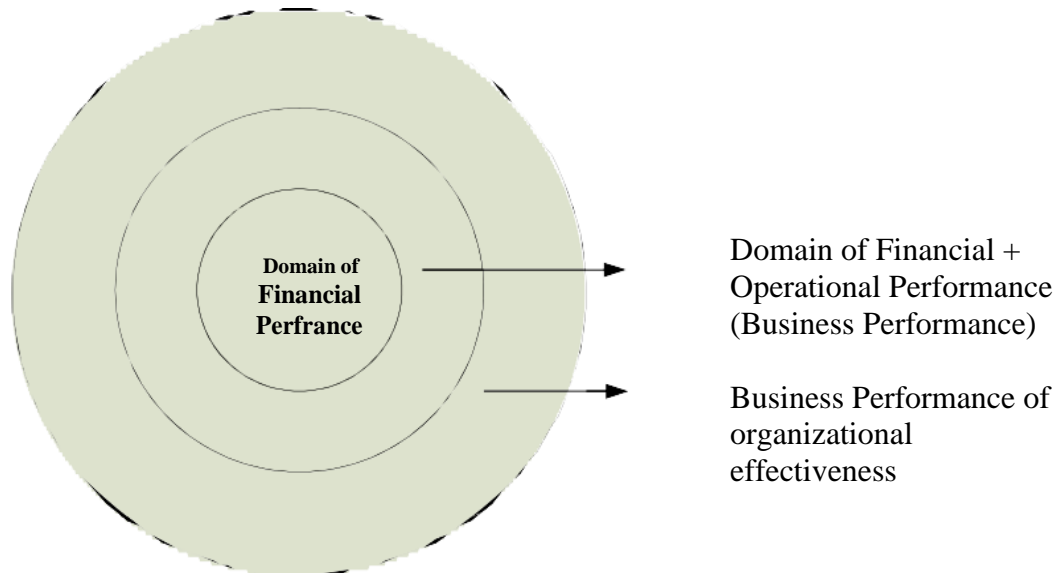 Domain of
Financial
Perfrance
Domain of Financial +
Operational Performance
(Business Performance)
Business Performance of
organizational
effectiveness